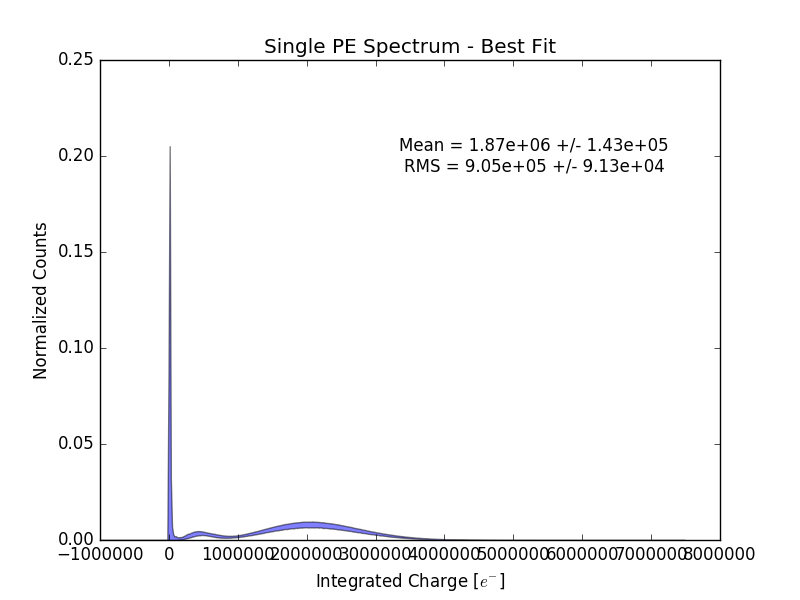 Single PE Spectrum - Best Fit
0.25
Mean = 1.87e+06 +/- 1.43e+05
RMS = 9.05e+05 +/- 9.13e+04
0.20
0.15
Normalized Counts
0.10
0.05
0.00
−1000000 0 1000000 2000000 3000000 4000000 5000000 6000000 7000000 8000000
Integrated Charge [e⁻]